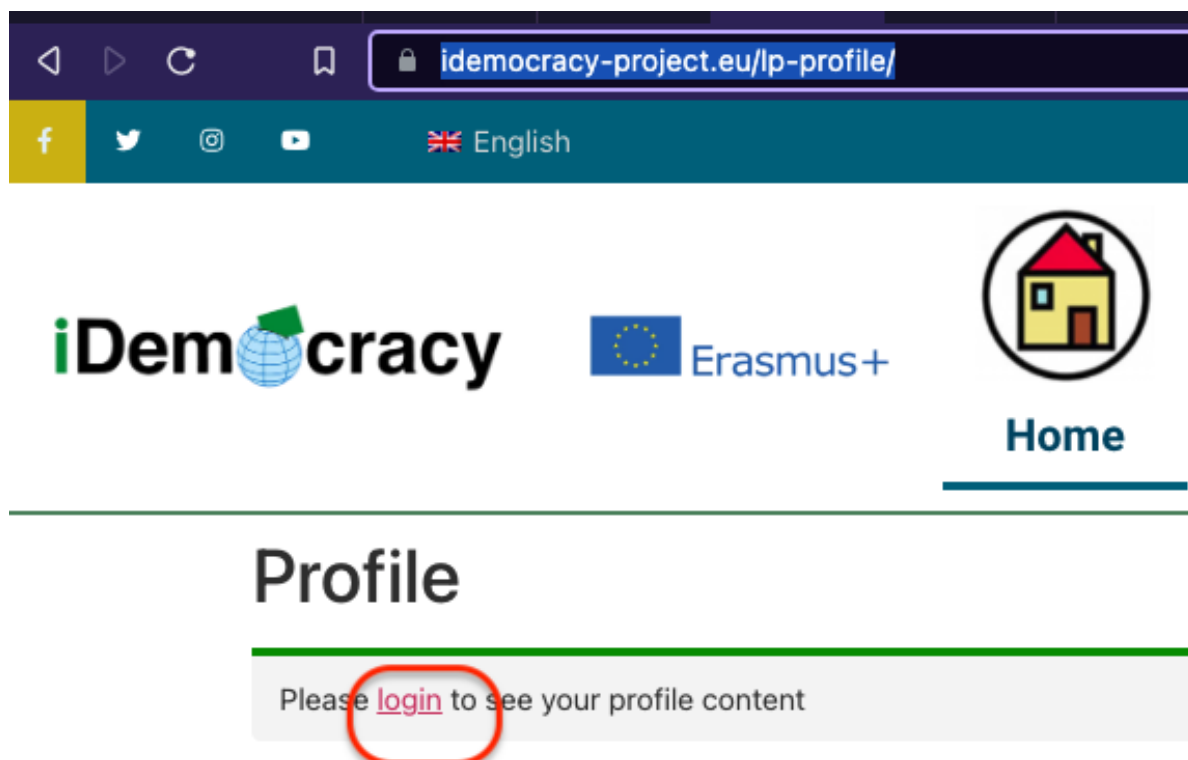 idemocracy-project.eu/lp-profile/
English
iDemocracy
Erasmus+
Home
Profile
Please login to see your profile content